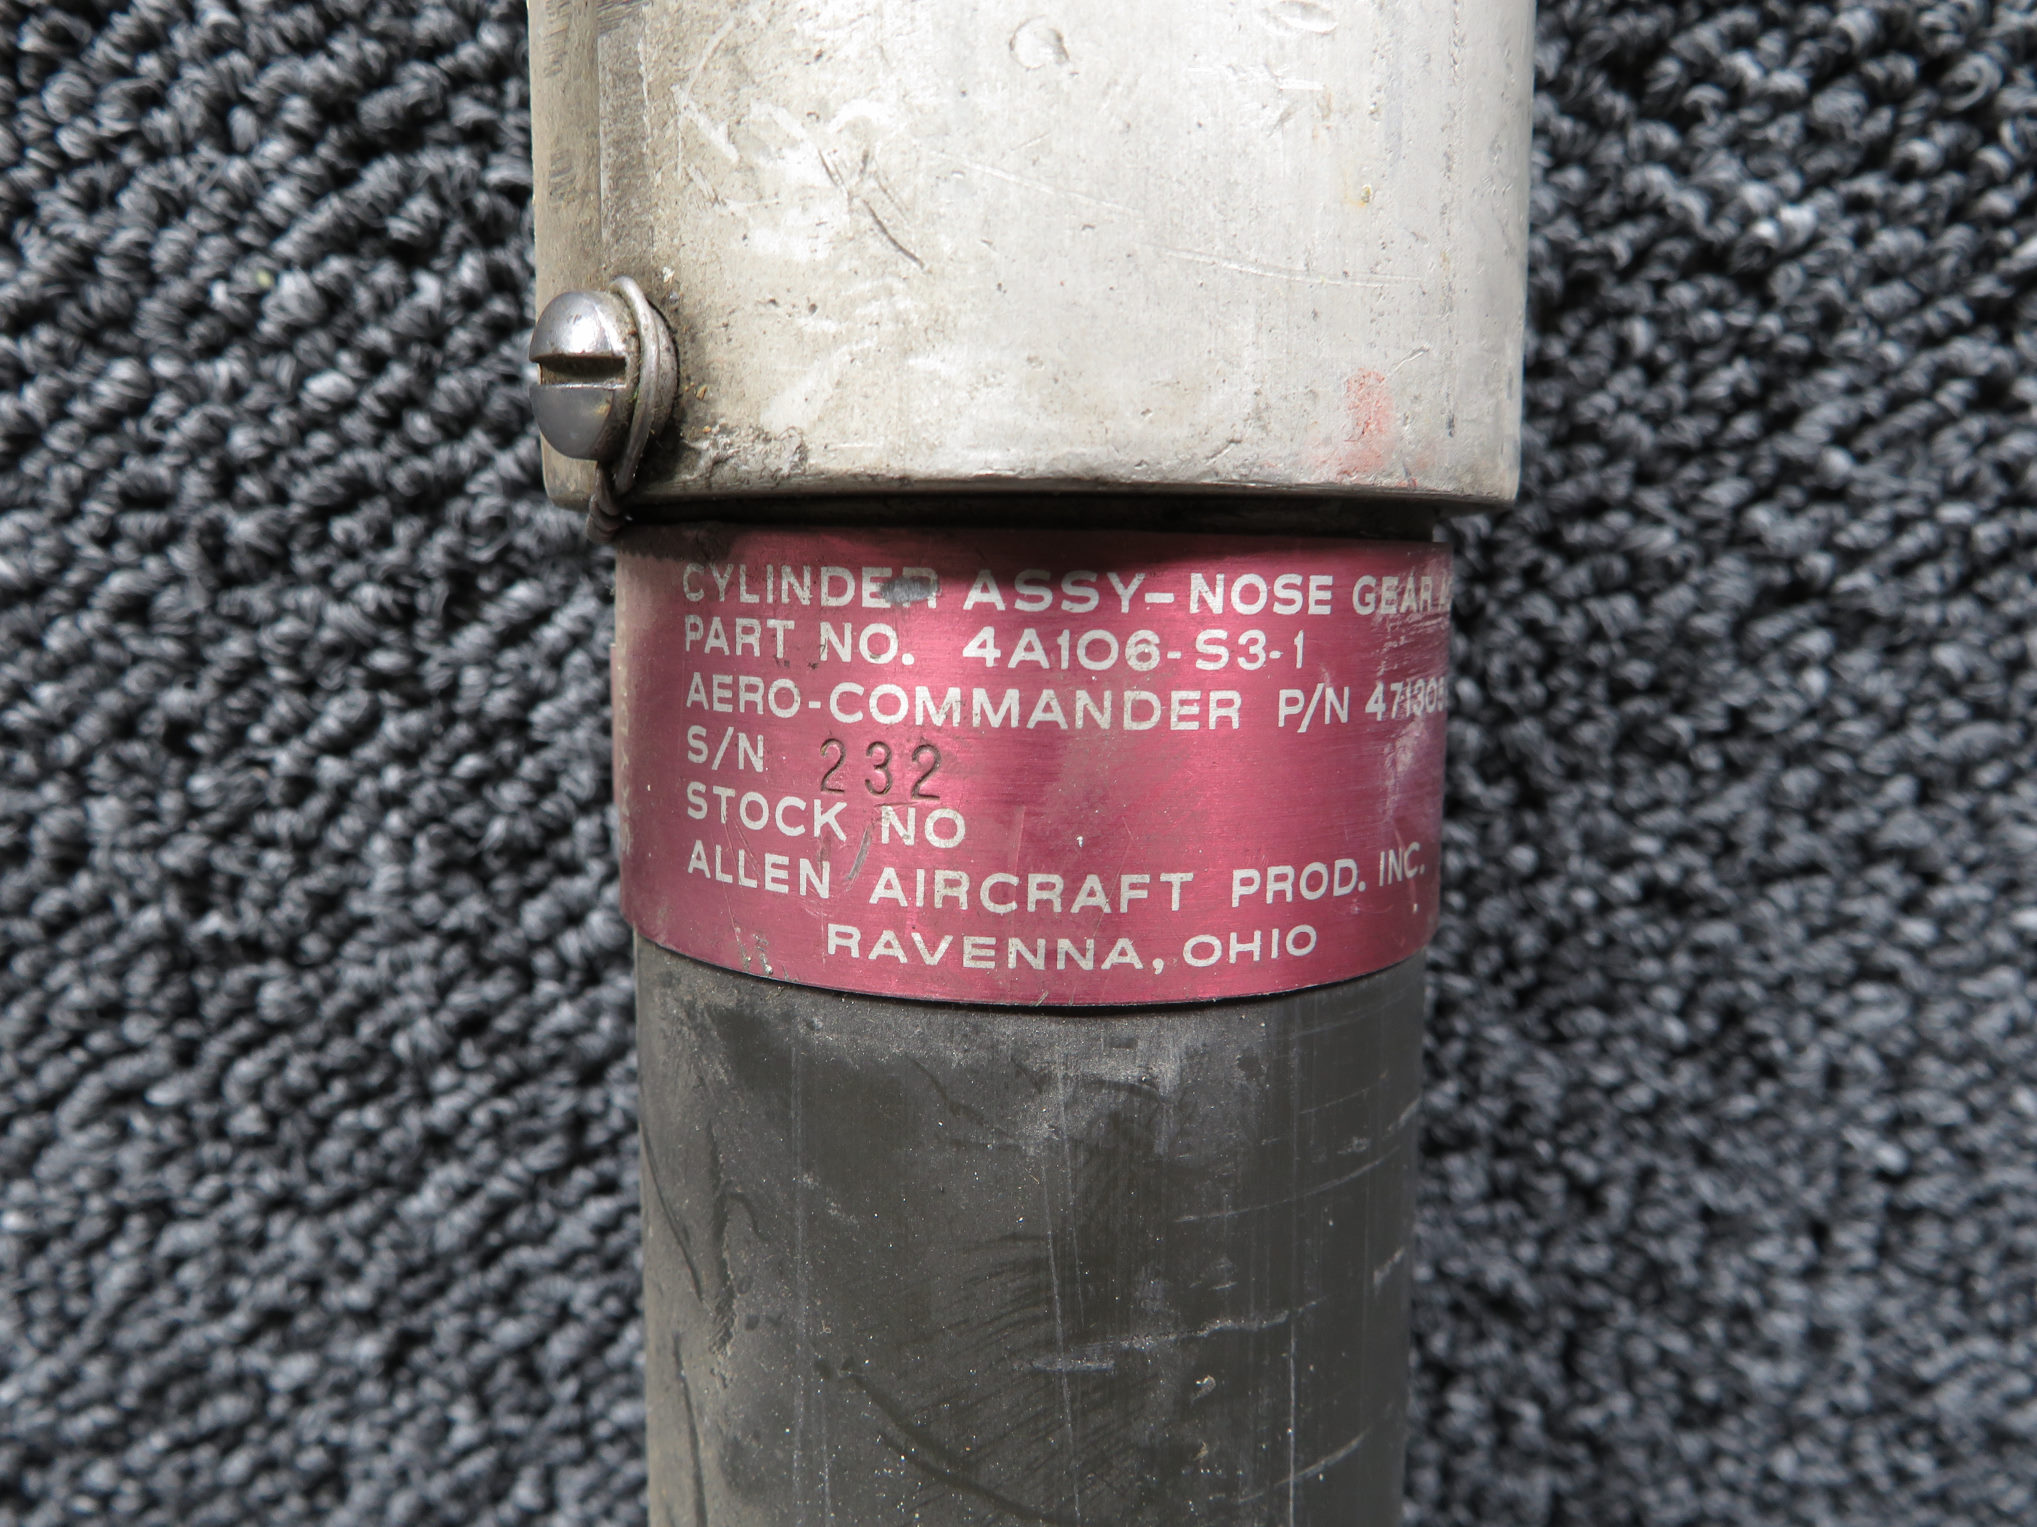 CYLINDER ASSY-NOSE GEAR
PART NO. 4A106-S3-1
AERO-COMMANDER P/N 471305
S/N 232
STOCK NO
ALLEN AIRCRAFT PROD. INC.
RAVENNA, OHIO